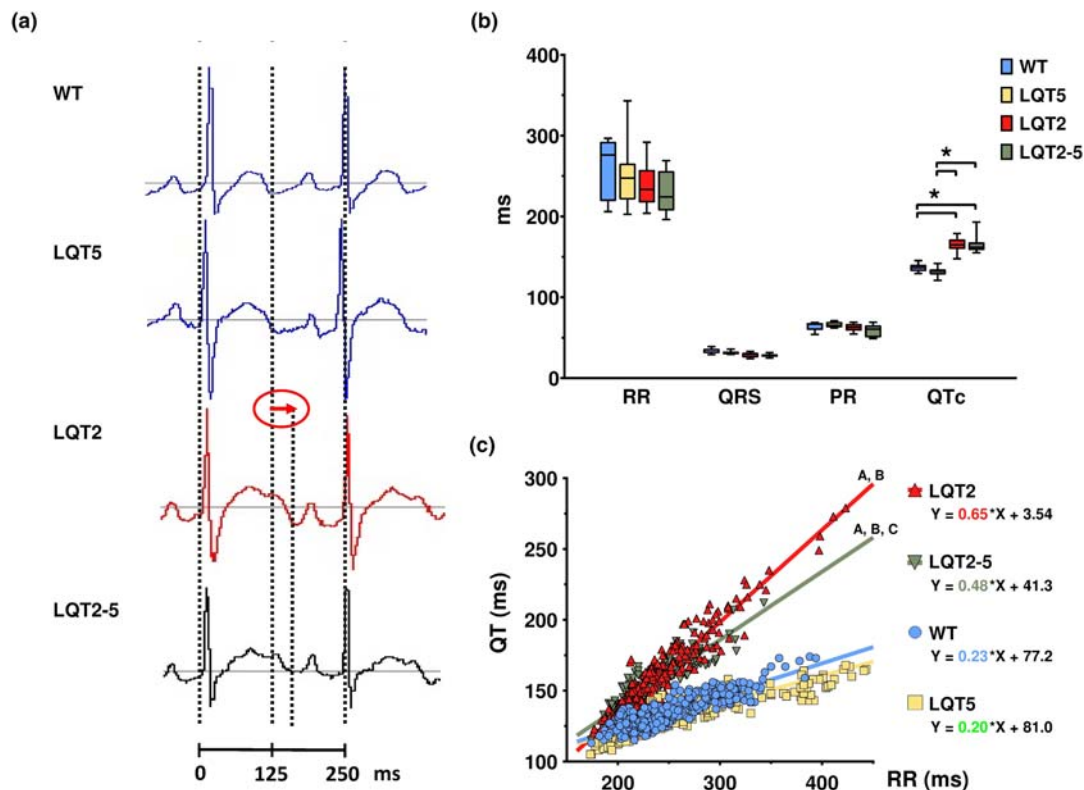 (a)
WT
LQT5
LQT2
LQT2-5
0 125 250 ms
(b)
400
300
200
100
0
ms
RR QRS PR QTc
* 
*
WT
LQT5
LQT2
LQT2-5
(c)
300
250
200
150
100
QT (ms)
200 300 400 RR (ms)
A, B
A, B, C
LQT2
Y = 0.65*X + 3.54
LQT2-5
Y = 0.48*X + 41.3
WT
Y = 0.23*X + 77.2
LQT5
Y = 0.20*X + 81.0